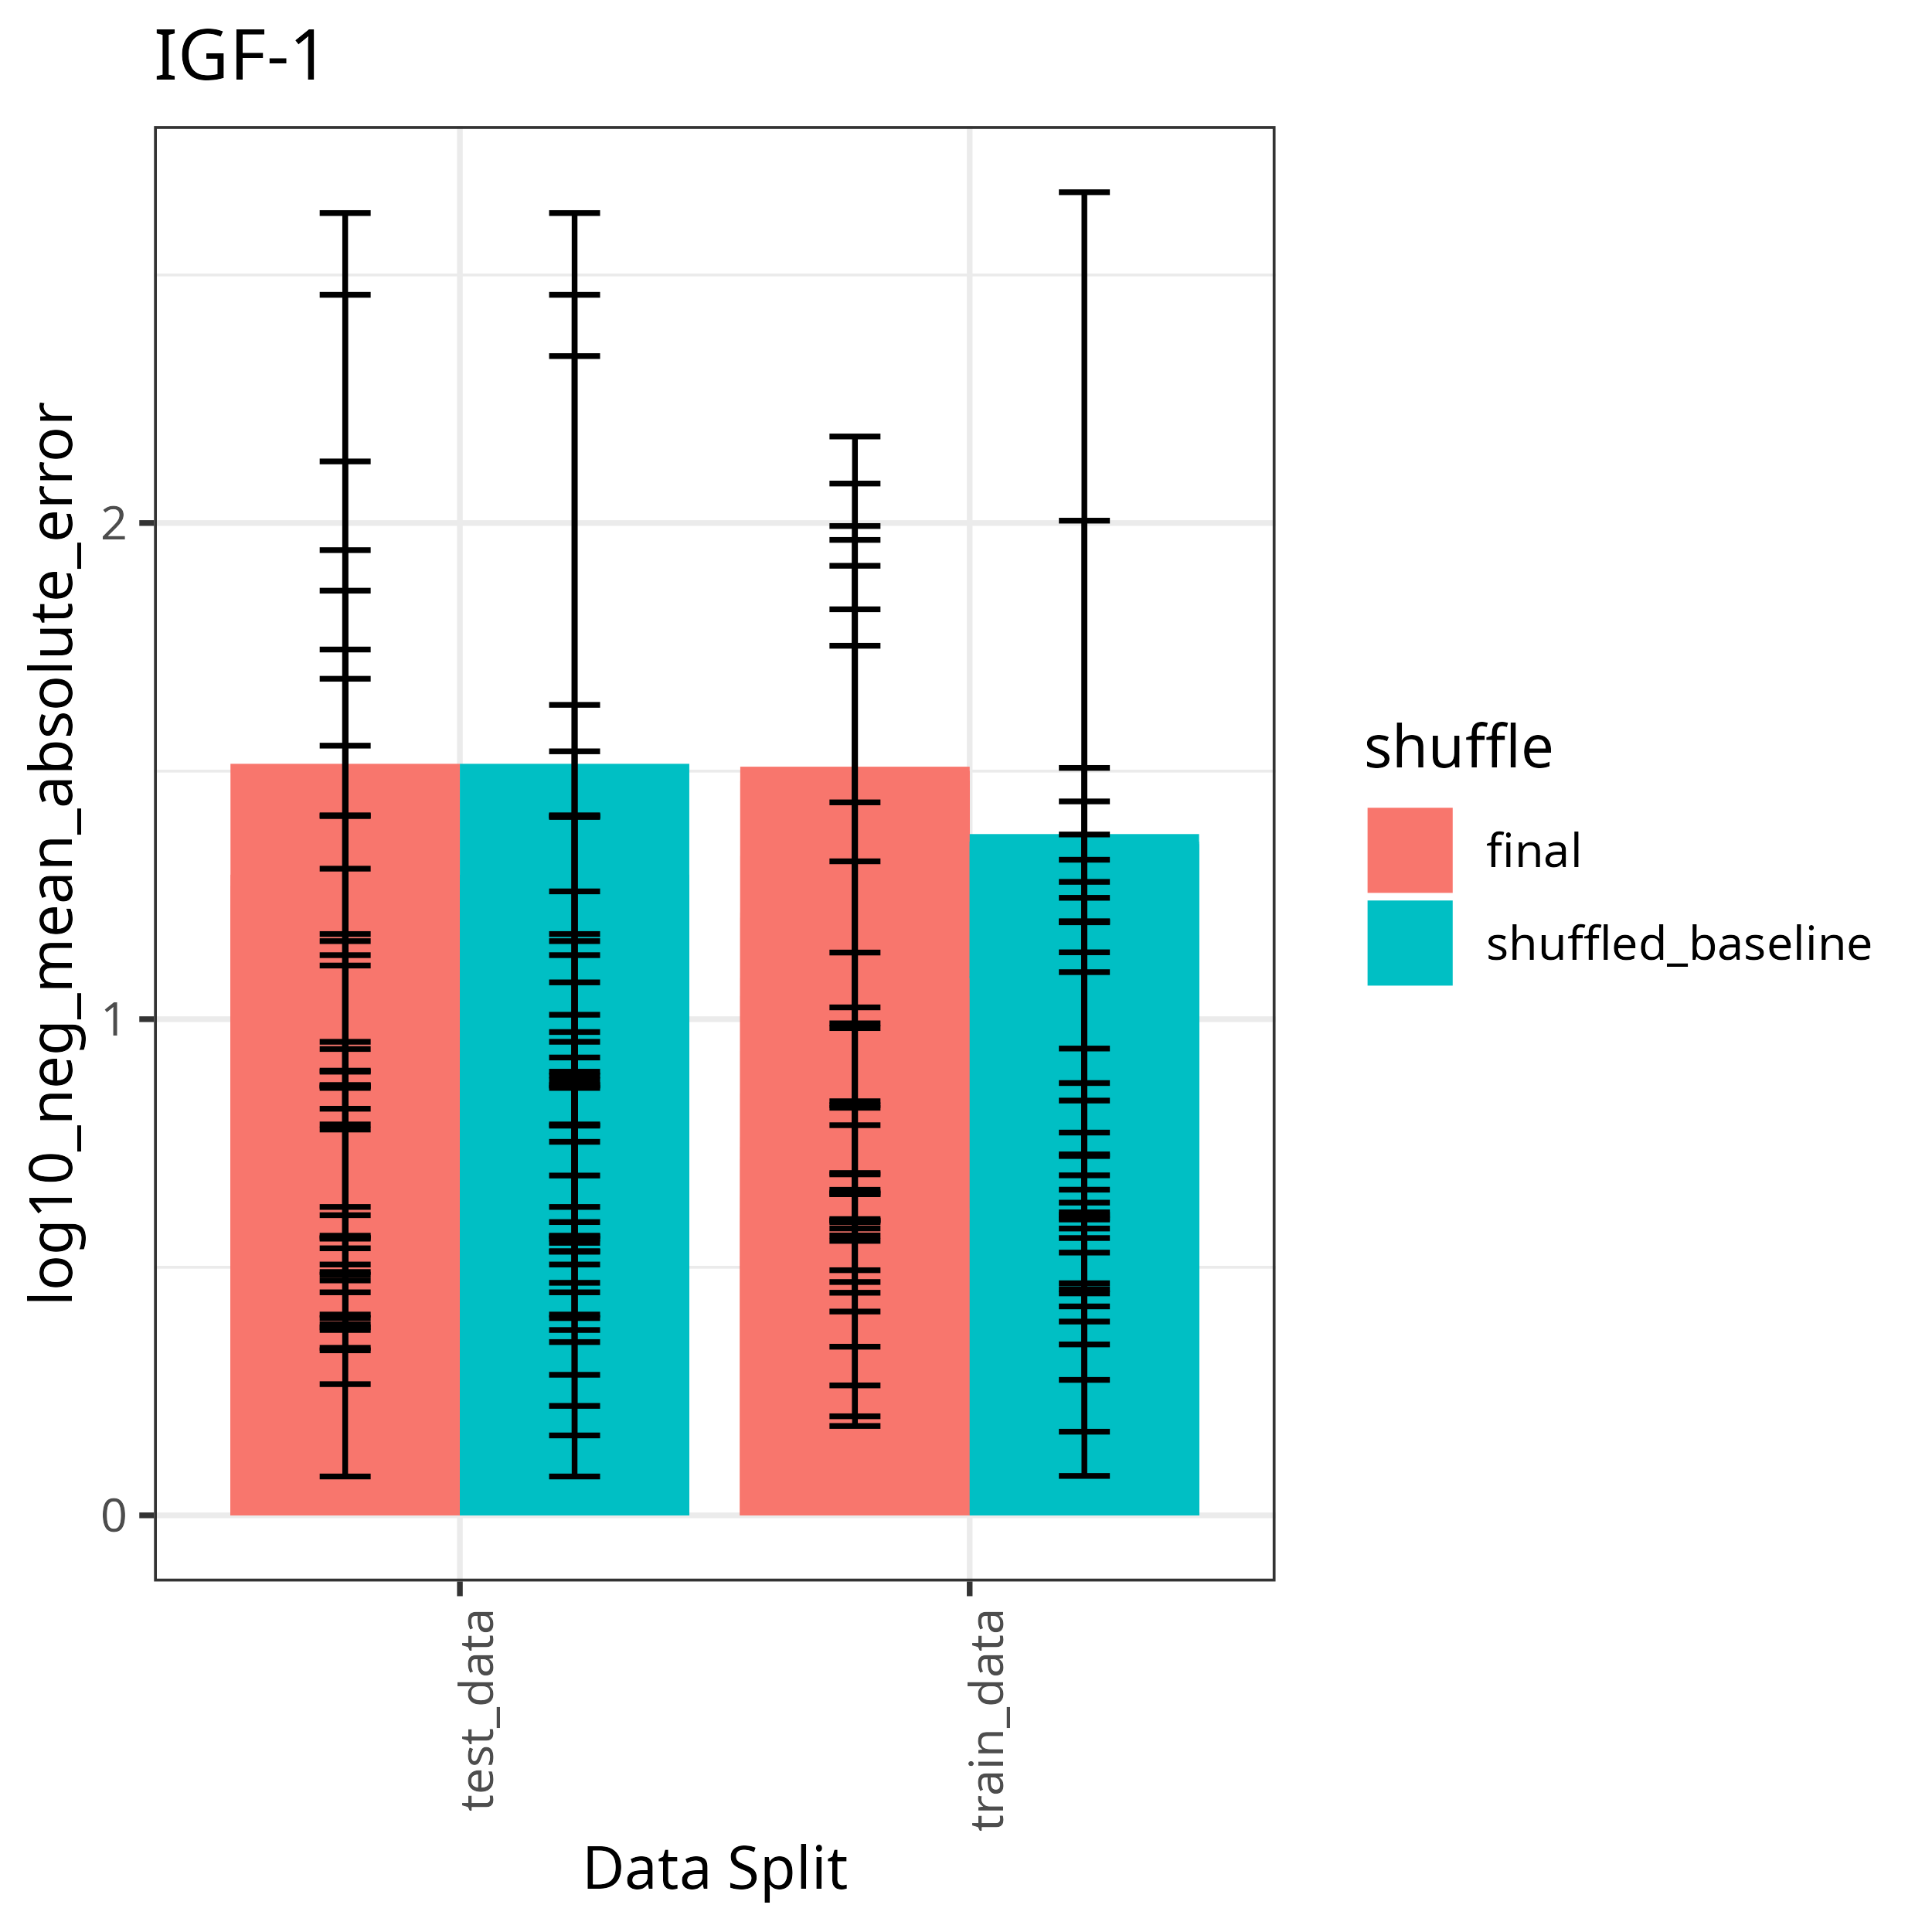 IGF-1
log10_neg_mean_absolute_error
2
1
0
test_data
train_data
Data Split
shuffle
final
shuffled_baseline